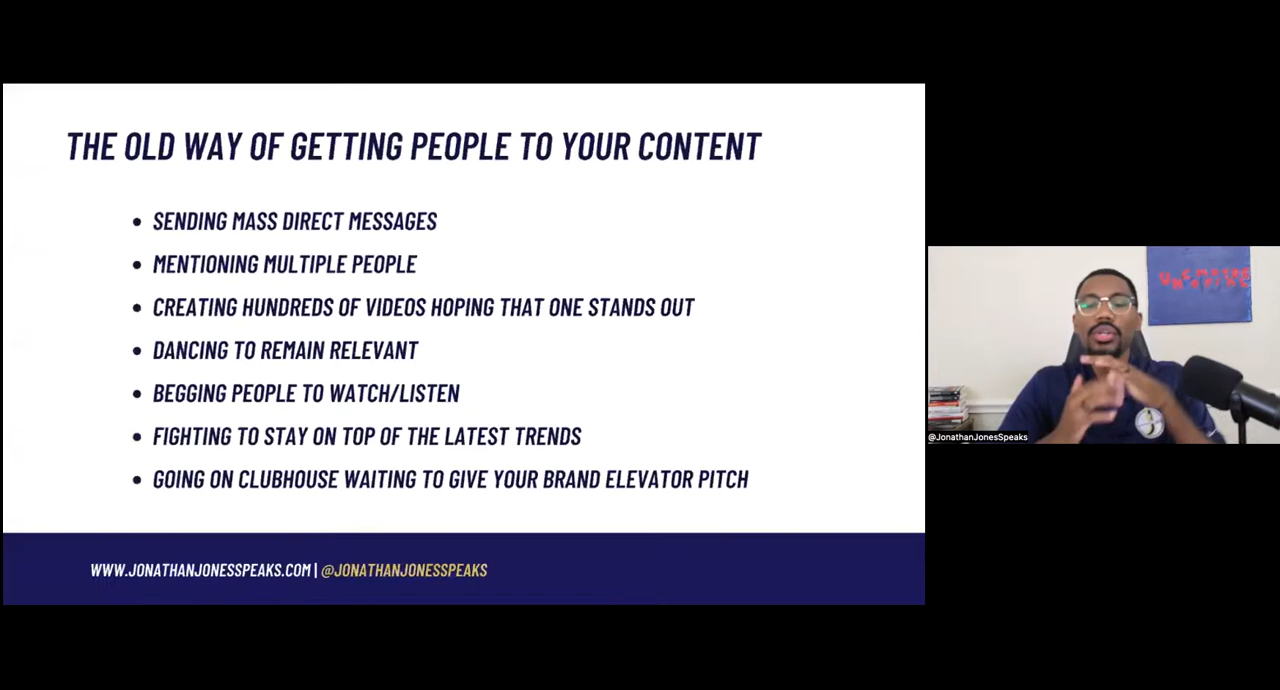 THE OLD WAY OF GETTING PEOPLE TO YOUR CONTENT
• SENDING MASS DIRECT MESSAGES
• MENTIONING MULTIPLE PEOPLE
• CREATING HUNDREDS OF VIDEOS HOPING THAT ONE STANDS OUT
• DANCING TO REMAIN RELEVANT
• BEGGING PEOPLE TO WATCH/LISTEN
• FIGHTING TO STAY ON TOP OF THE LATEST TRENDS
• GOING ON CLUBHOUSE WAITING TO GIVE YOUR BRAND ELEVATOR PITCH
WWW.JONATHANJONESSPEAKS.COM | @JONATHANJONESSPEAKS
@JonathanJonesSpeaks